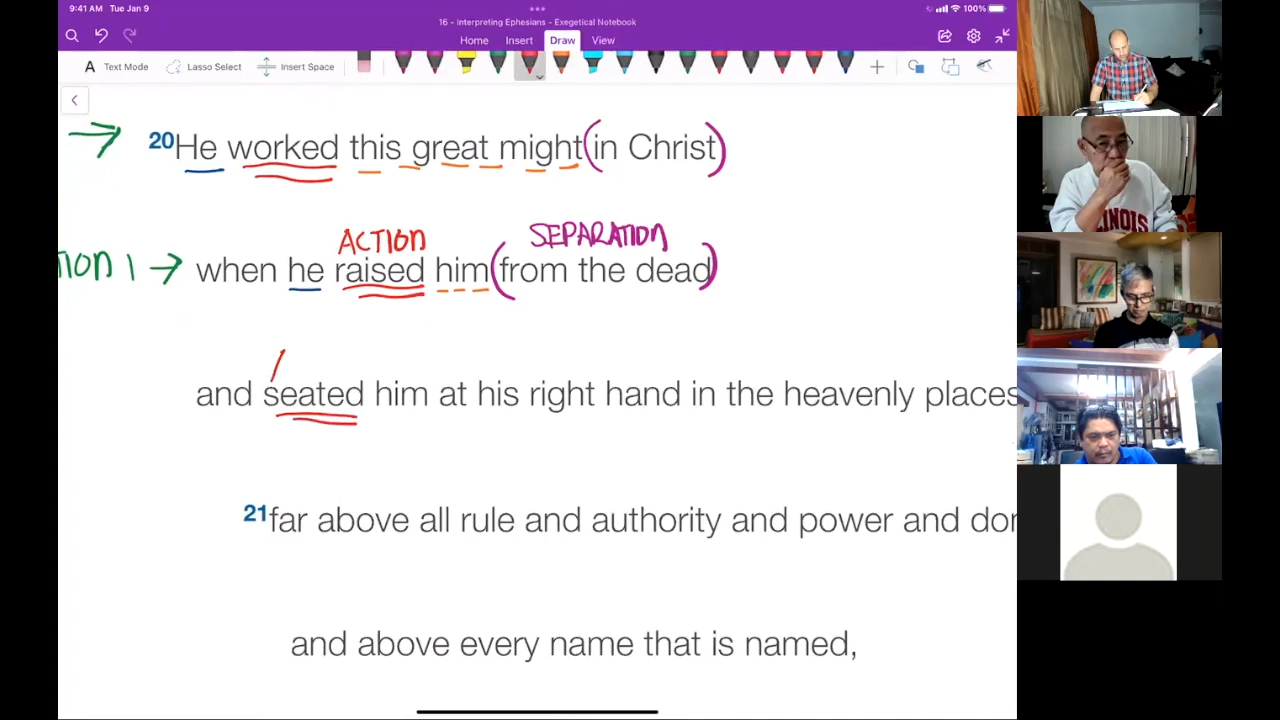 9:41 AM Tue Jan 9
100%
16 - Interpreting Ephesians - Exegetical Notebook
Home Insert Draw View
A Text Mode Lasso Select Insert Space
20He worked this great might (in Christ)
ACTION SEPARATION
TION 1 → when he raised him (from the dead)
and seated him at his right hand in the heavenly places
21far above all rule and authority and power and dor
and above every name that is named,
ILLINOIS